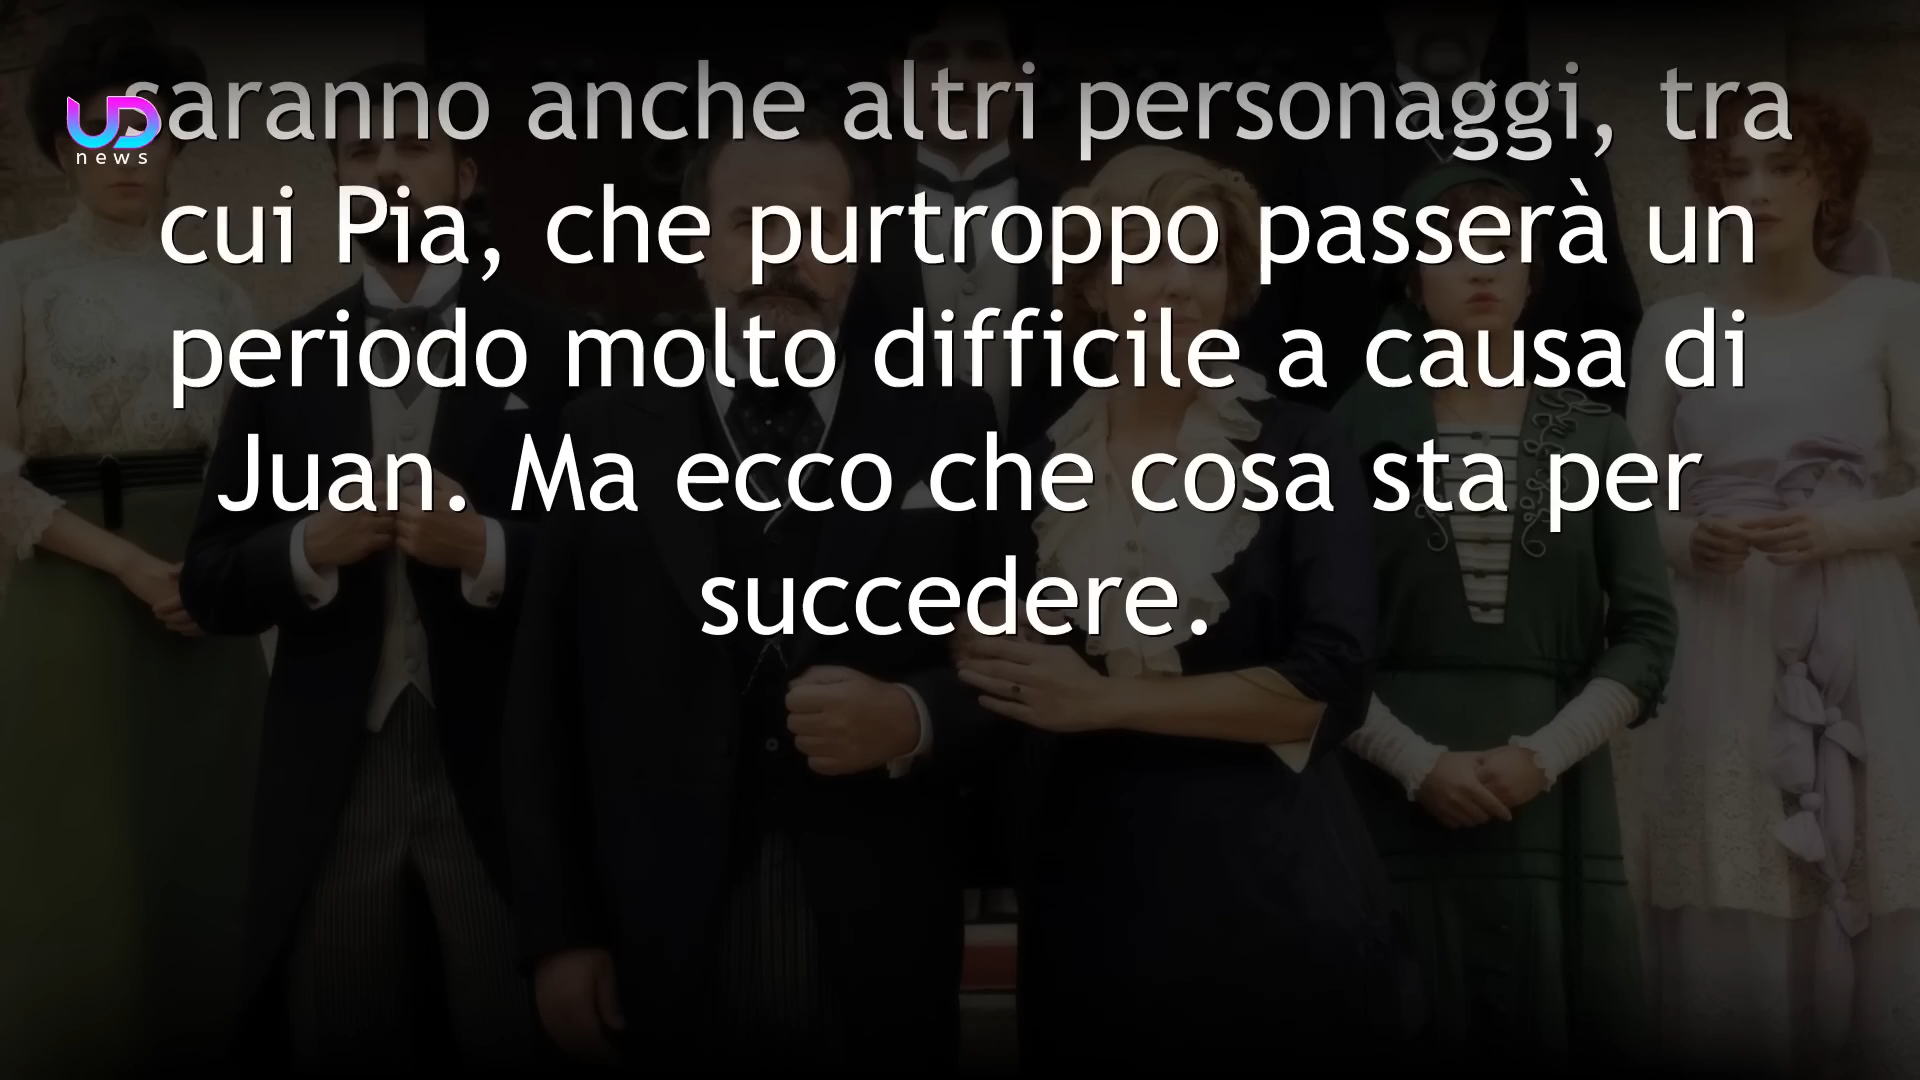 saranno anche altri personaggi, tra
UD
news
cui Pia, che purtroppo passerà un
periodo molto difficile a causa di
Juan. Ma ecco che cosa sta per
succedere.